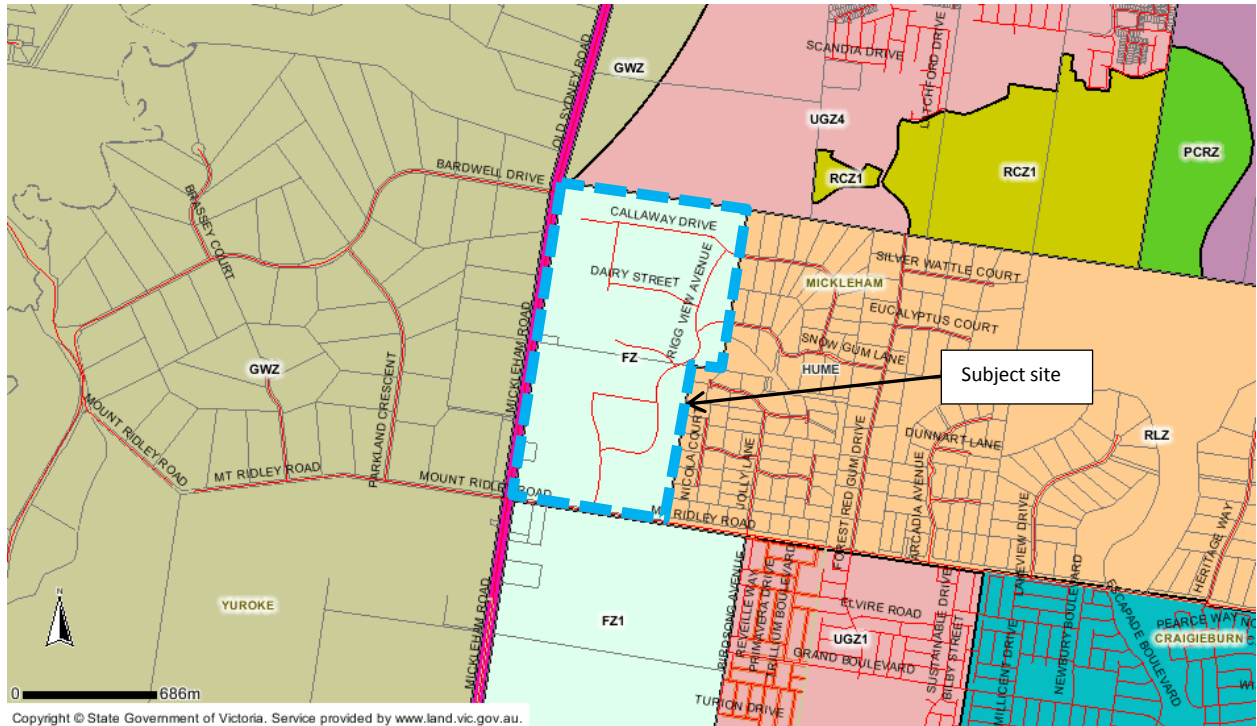 SCANDIA DRIVE
LATCHFORD DRIVE
OLD SYDNEY ROAD
GWZ
UGZ4
PCRZ
RCZ1
RCZ1
BARDWELL DRIVE
BRASSEY COURT
CALLAWAY DRIVE
SILVER WATTLE COURT
DAIRY STREET
MICKLEHAM
RIGG VIEW AVENUE
EUCALYPTUS COURT
MICKLEHAM ROAD
SNOW GUM LANE
FZ
HUME
Subject site
GWZ
PARKLAND CRESCENT
MOUNT RIDLEY ROAD
NICOLA COURT
JOLLY LANE
FOREST RED GUM DRIVE
DUNNART LANE
RLZ
ARCADIA AVENUE
LAKEVIEW DRIVE
HERITAGE WAY
MT RIDLEY ROAD
MOUNT RIDLEY ROAD
MT RIDLEY ROAD
YUROKE
N
MICKLEHAM ROAD
FZ1
BIRDSONG AVENUE
REVEILLE WAY
PRIMAVERA DRIVE
TRILLIUM BOULEVARD
ELVIRE ROAD
UGZ1
GRAND BOULEVARD
SUSTAINABLE DRIVE
BILBY STREET
MILLICENT DRIVE
NEWBURY BOULEVARD
ESCAPADE BOULEVARD
PEARCE WAY NO
CRAIGIEBURN
WI
TURION DRIVE
0 686m
Copyright © State Government of Victoria. Service provided by www.land.vic.gov.au.